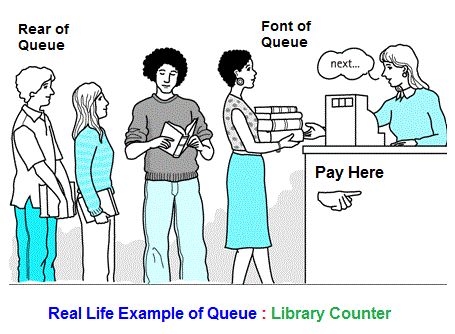 Rear of
Queue
Font of
Queue
next...
Pay Here
Real Life Example of Queue : Library Counter